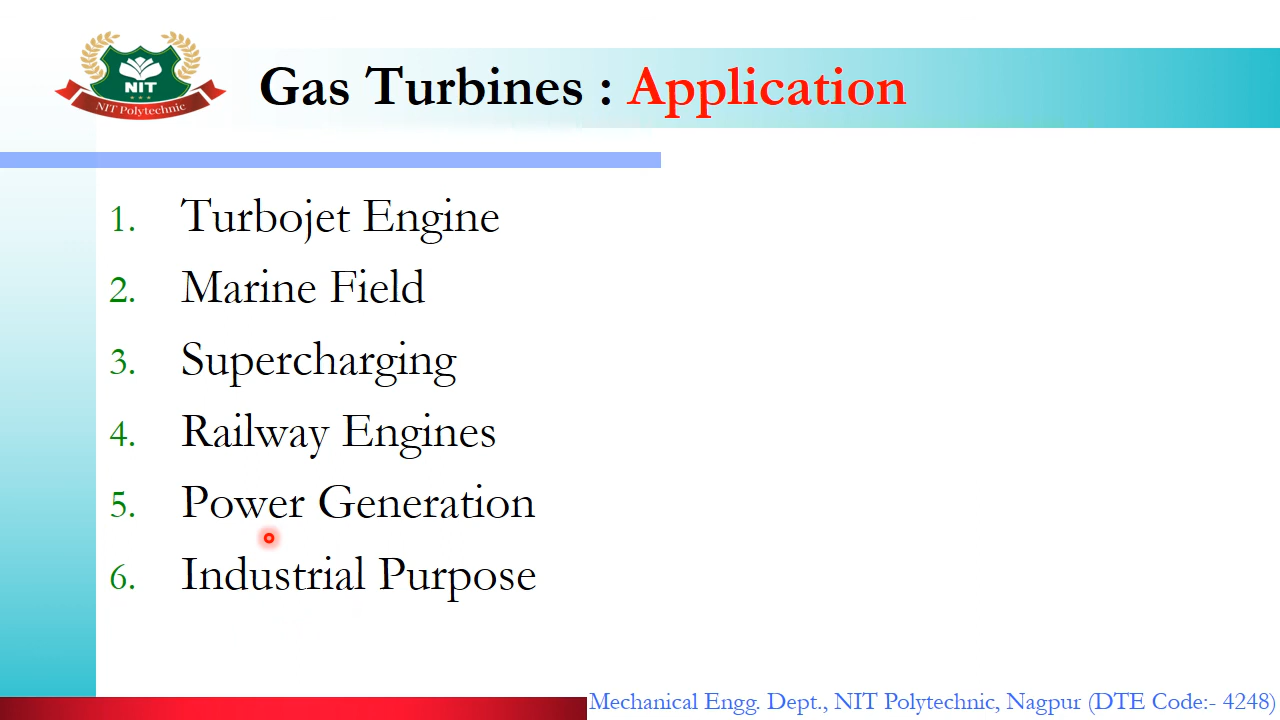 NIT
NIT Polytechnic
Gas Turbines : Application
1. Turbojet Engine
2. Marine Field
3. Supercharging
4. Railway Engines
5. Power Generation
6. Industrial Purpose
Mechanical Engg. Dept., NIT Polytechnic, Nagpur (DTE Code:- 4248)